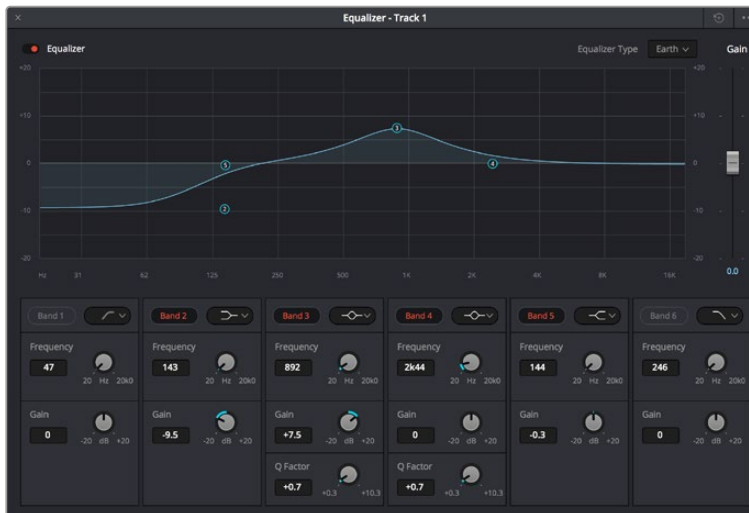 Equalizer - Track 1
Equalizer
Equalizer Type Earth
Gain
+20 +20
+10 +10
0 0
-10 -10
-20 -20
Hz 31 62 125 250 500 1K 2K 4K 8K 16K
5 3 4
2
0.0
Band 1 Band 2 Band 3 Band 4 Band 5 Band 6
Frequency Frequency Frequency Frequency Frequency Frequency
47 143 892 2k44 144 246
20 Hz 20k0 20 Hz 20k0 20 Hz 20k0 20 Hz 20k0 20 Hz 20k0 20 Hz 20k0
Gain Gain Gain Gain Gain Gain
0 -9.5 +7.5 0 -0.3 0
-20 dB +20 -20 dB +20 -20 dB +20 -20 dB +20 -20 dB +20 -20 dB +20
Q Factor Q Factor
+0.7 +0.7
+0.3 +10.3 +0.3 +10.3